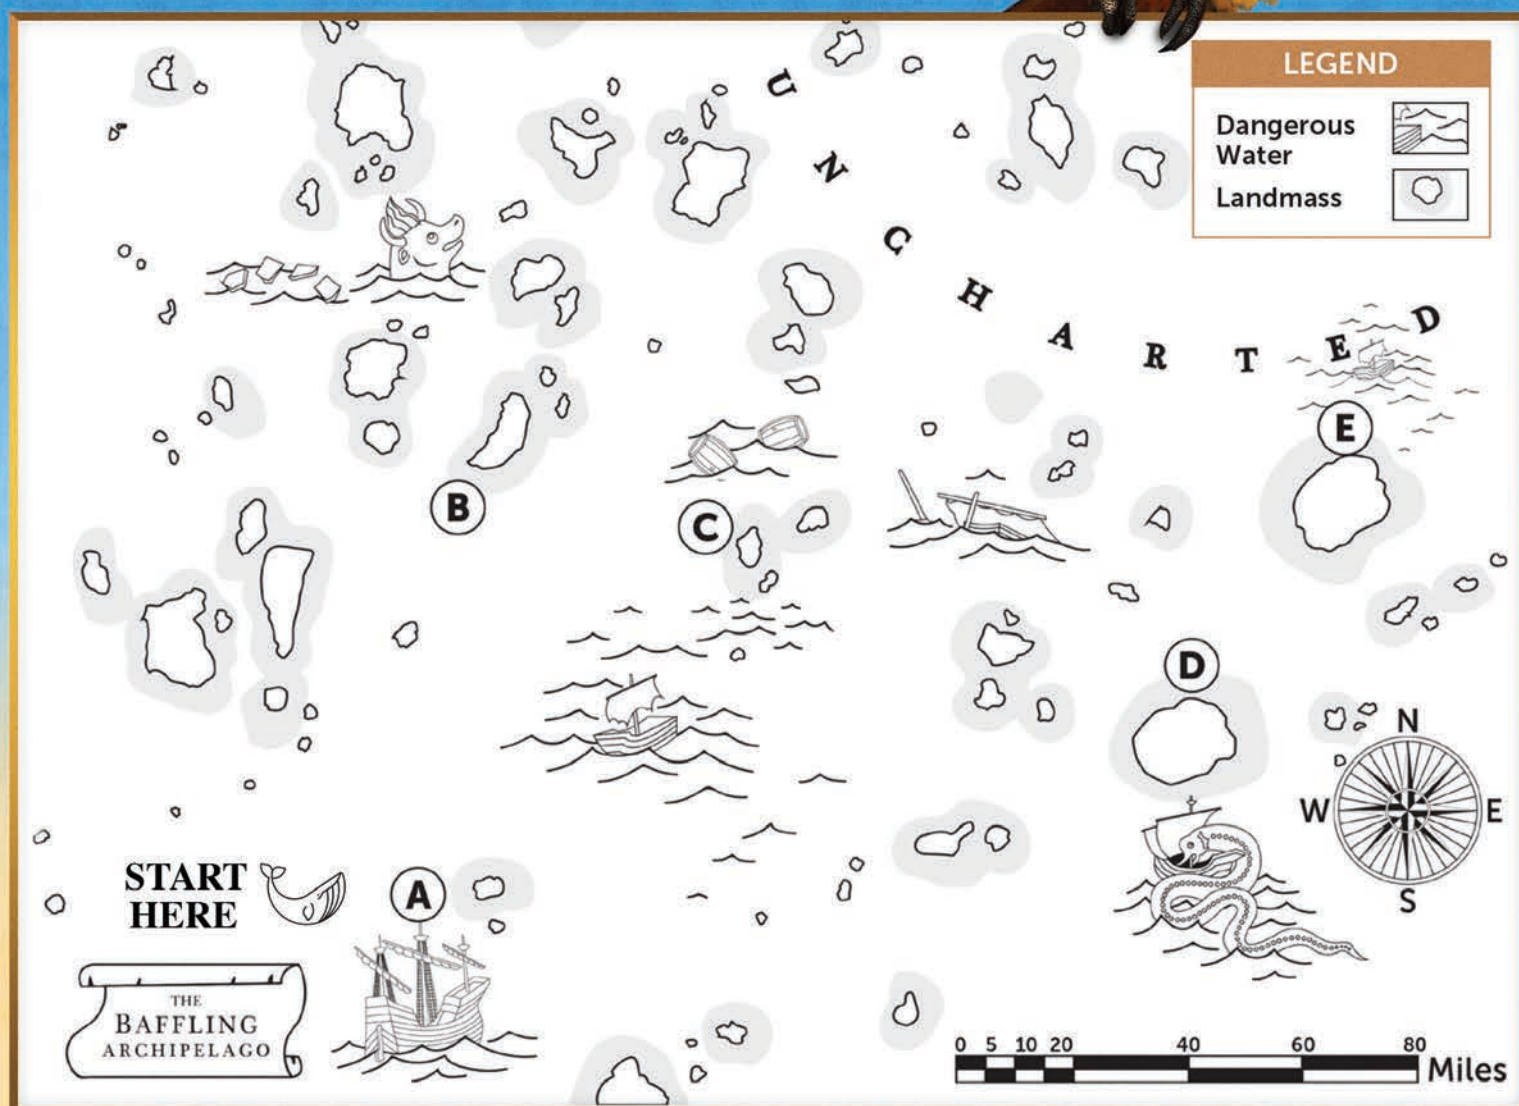 LEGEND
Dangerous
Water
Landmass
UNCHARTED
E
B
C
D
N
W E
S
START
HERE
A
THE
BAFFLING
ARCHIPELAGO
0 5 10 20 40 60 80
Miles